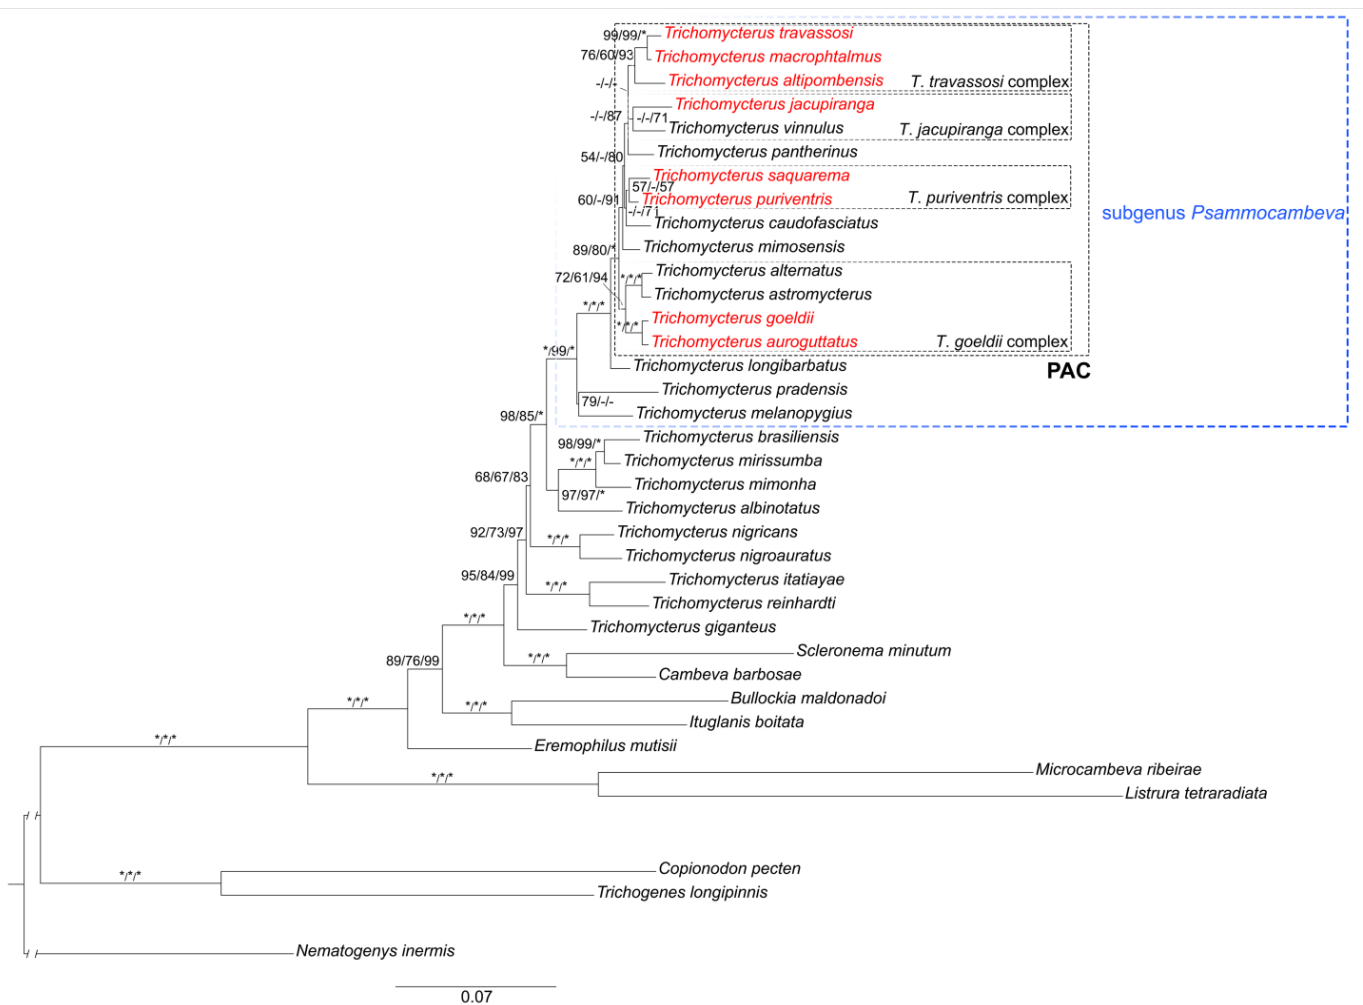 99/99/*
Trichomycterus travassosi
76/60/93
Trichomycterus macrophtalmus
-/-/-
Trichomycterus altipombensis
T. travassosi complex
Trichomycterus jacupiranga
-/-/87
-/-/71
Trichomycterus vinnulus
T. jacupiranga complex
54/-/80
Trichomycterus pantherinus
Trichomycterus saquarema
57/-/57
60/-/91
Trichomycterus puriventris
T. puriventris complex
-/-/71
subgenus Psammocambeva
Trichomycterus caudofasciatus
89/80/*
Trichomycterus mimosensis
72/61/94
*/*/*
Trichomycterus alternatus
Trichomycterus astromycterus
*/*/*
*/*/*
Trichomycterus goeldii
Trichomycterus auroguttatus
T. goeldii complex
*/99/*
Trichomycterus longibarbatus
PAC
Trichomycterus pradensis
79/-/-
98/85/*
Trichomycterus melanopygius
98/99/*
Trichomycterus brasiliensis
*/*/*
Trichomycterus mirissumba
68/67/83
Trichomycterus mimonha
97/97/*
Trichomycterus albinotatus
92/73/97
*/*/*
Trichomycterus nigricans
Trichomycterus nigroauratus
95/84/99
*/*/*
Trichomycterus itatiayae
Trichomycterus reinhardti
*/*/*
Trichomycterus giganteus
89/76/99
*/*/*
Scleronema minutum
Cambeva barbosae
*/*/*
*/*/*
Bullockia maldonadoi
Ituglanis boitata
*/*/*
Eremophilus mutisii
*/*/*
Microcambeva ribeirae
Listrura tetraradiata
*/*/*
Copionodon pecten
Trichogenes longipinnis
Nematogenys inermis
0.07